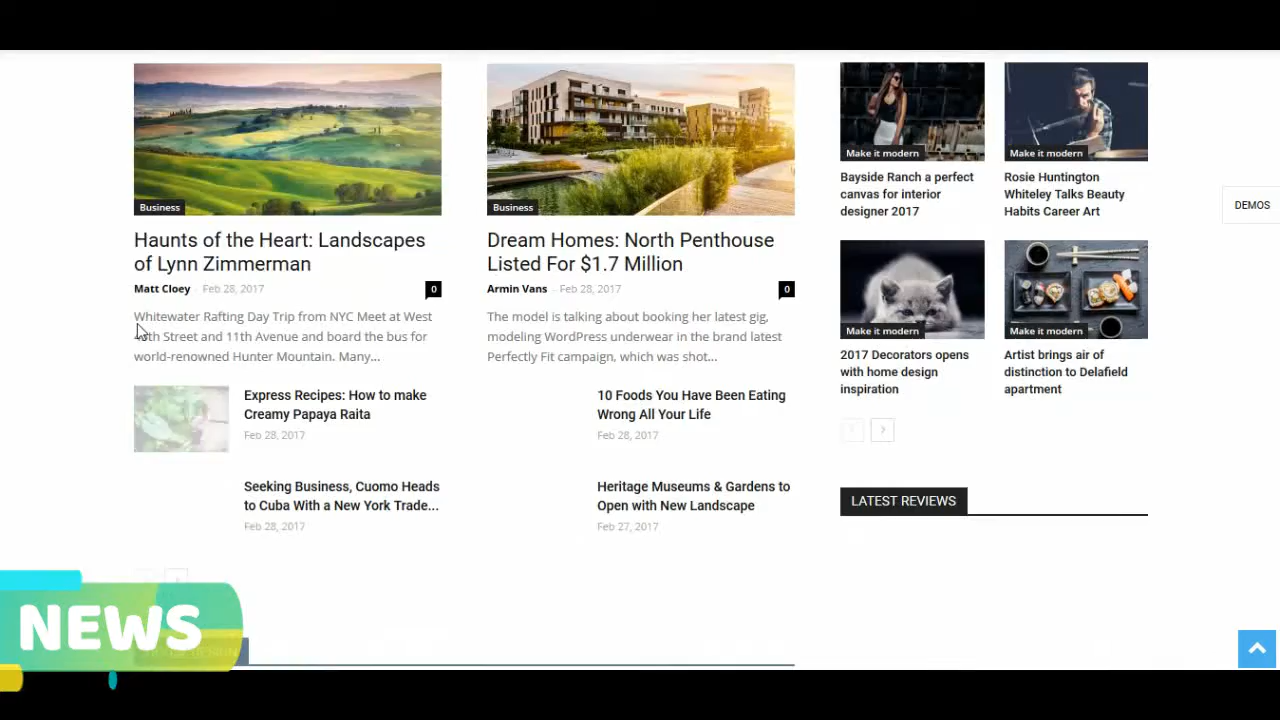 Business
Haunts of the Heart: Landscapes
of Lynn Zimmerman
Matt Cloey - Feb 28, 2017
0
Whitewater Rafting Day Trip from NYC Meet at West
Street and 11th Avenue and board the bus for
world-renowned Hunter Mountain. Many...
Express Recipes: How to make
Creamy Papaya Raita
Feb 28, 2017
Seeking Business, Cuomo Heads
to Cuba With a New York Trade...
Feb 28, 2017
Business
Dream Homes: North Penthouse
Listed For $1.7 Million
Armin Vans - Feb 28, 2017
0
The model is talking about booking her latest gig,
modeling WordPress underwear in the brand latest
Perfectly Fit campaign, which was shot...
10 Foods You Have Been Eating
Wrong All Your Life
Feb 28, 2017
Heritage Museums & Gardens to
Open with New Landscape
Feb 27, 2017
Make it modern
Bayside Ranch a perfect
canvas for interior
designer 2017
Make it modern
Rosie Huntington
Whiteley Talks Beauty
Habits Career Art
Make it modern
2017 Decorators opens
with home design
inspiration
Make it modern
Artist brings air of
distinction to Delafield
apartment
LATEST REVIEWS
DEMOS
NEWS